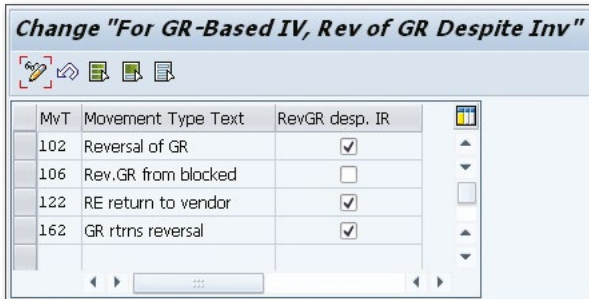 Change "For GR-Based IV, Rev of GR Despite Inv"
MvT Movement Type Text RevGR desp. IR
102 Reversal of GR
106 Rev.GR from blocked
122 RE return to vendor
162 GR rtrns reversal